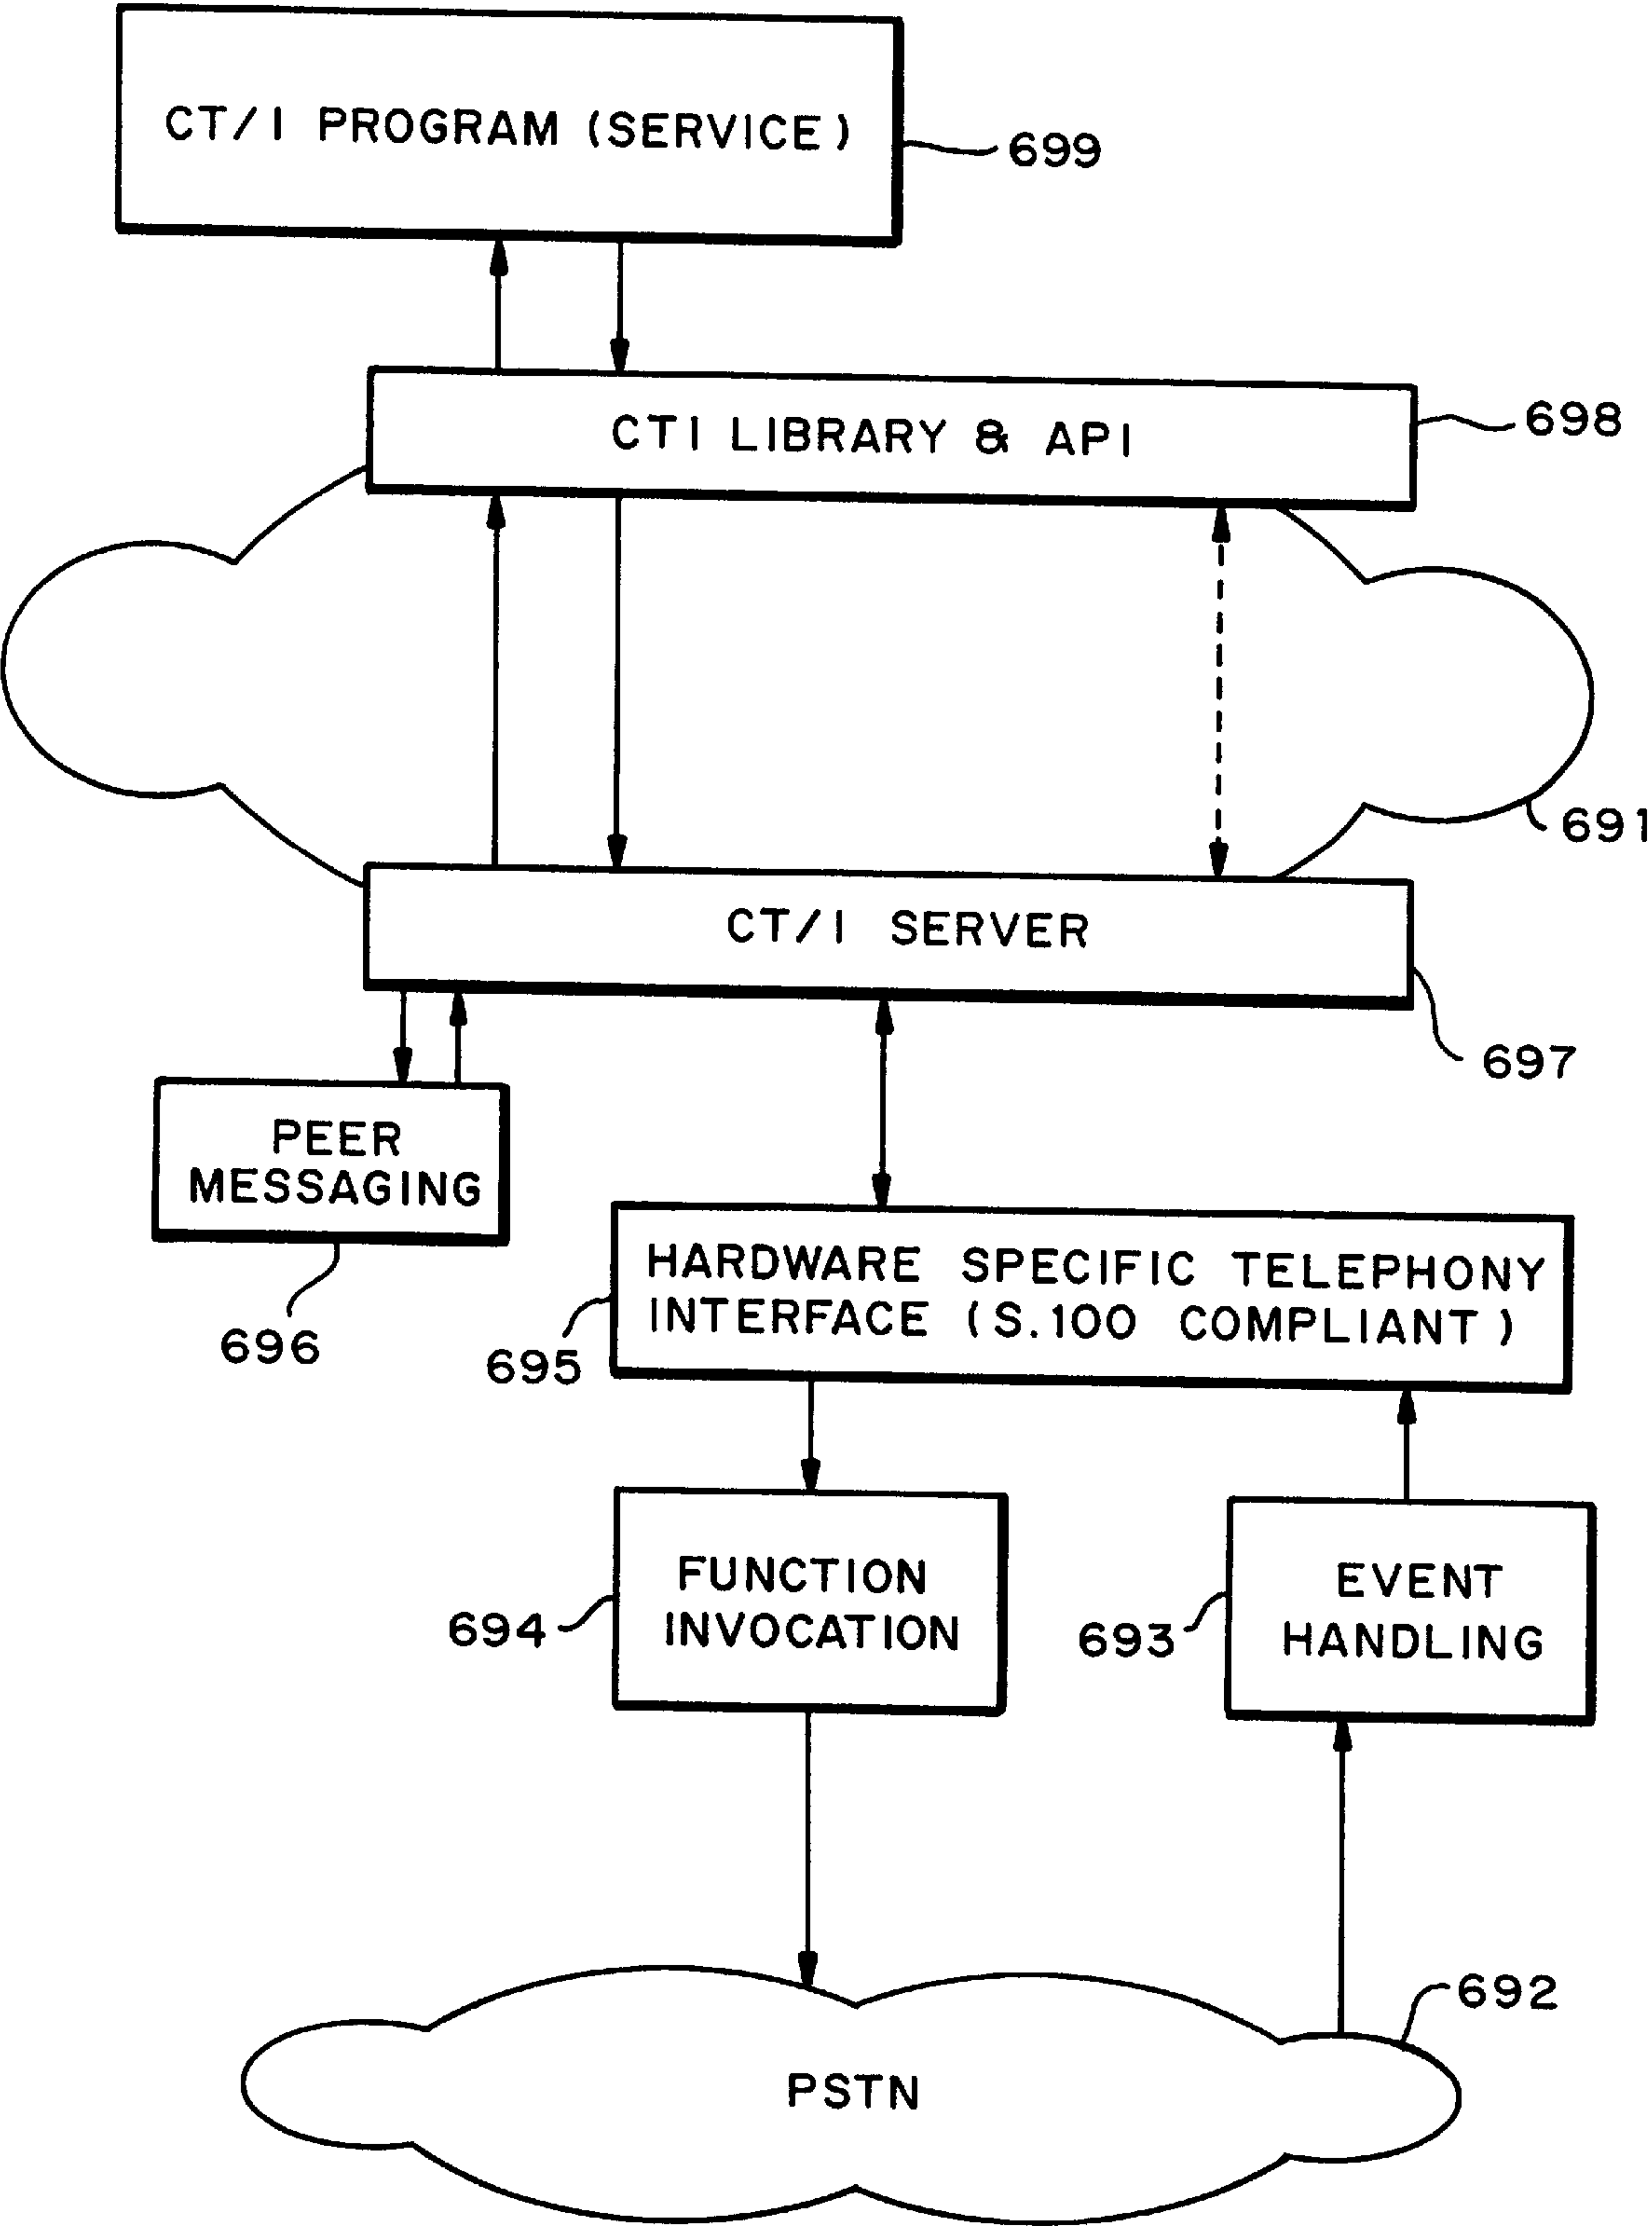 CT/I PROGRAM (SERVICE)
699
CTI LIBRARY & API
698
691
CT/I SERVER
697
PEER
MESSAGING
696
HARDWARE SPECIFIC TELEPHONY
INTERFACE (S.100 COMPLIANT)
695
FUNCTION
INVOCATION
694
EVENT
HANDLING
693
692
PSTN